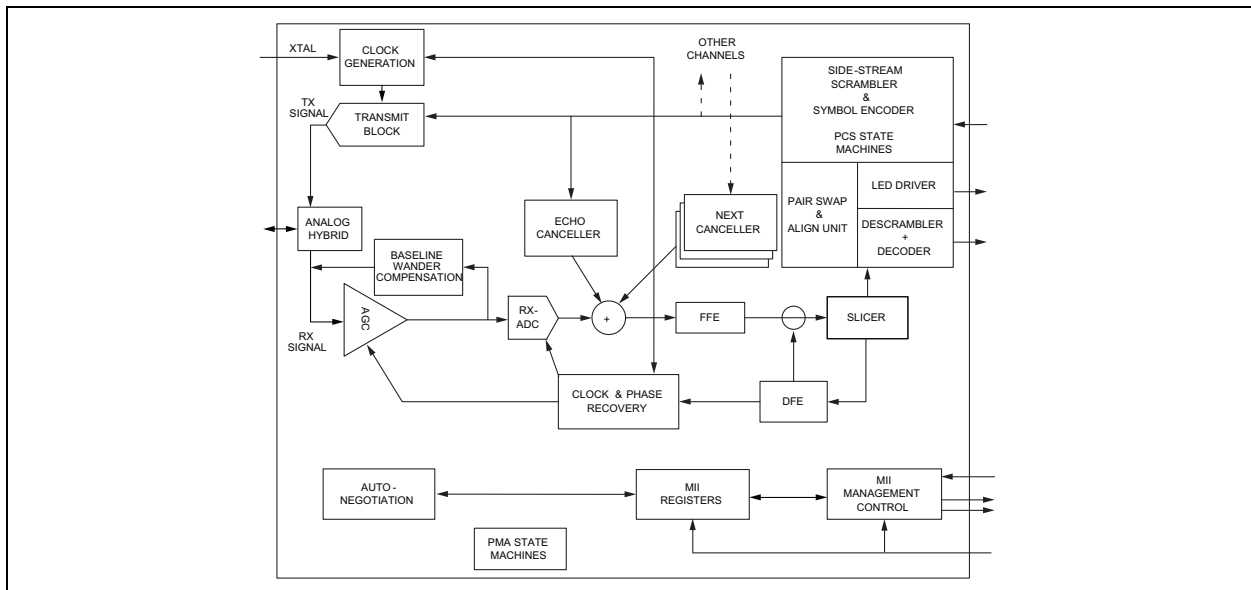 XTAL
CLOCK
GENERATION
OTHER
CHANNELS
SIDE-STREAM
SCRAMBLER
&
SYMBOL ENCODER
PCS STATE
MACHINES
TX
SIGNAL
TRANSMIT
BLOCK
LED DRIVER
PAIR SWAP
&
ALIGN UNIT
DESCRAMBLER
+
DECODER
ANALOG
HYBRID
ECHO
CANCELLER
NEXT
CANCELLER
BASELINE
WANDER
COMPENSATION
AGC
RX-
ADC
+
FFE
SLICER
RX
SIGNAL
CLOCK & PHASE
RECOVERY
DFE
AUTO-
NEGOTIATION
MII
REGISTERS
MII
MANAGEMENT
CONTROL
PMA STATE
MACHINES